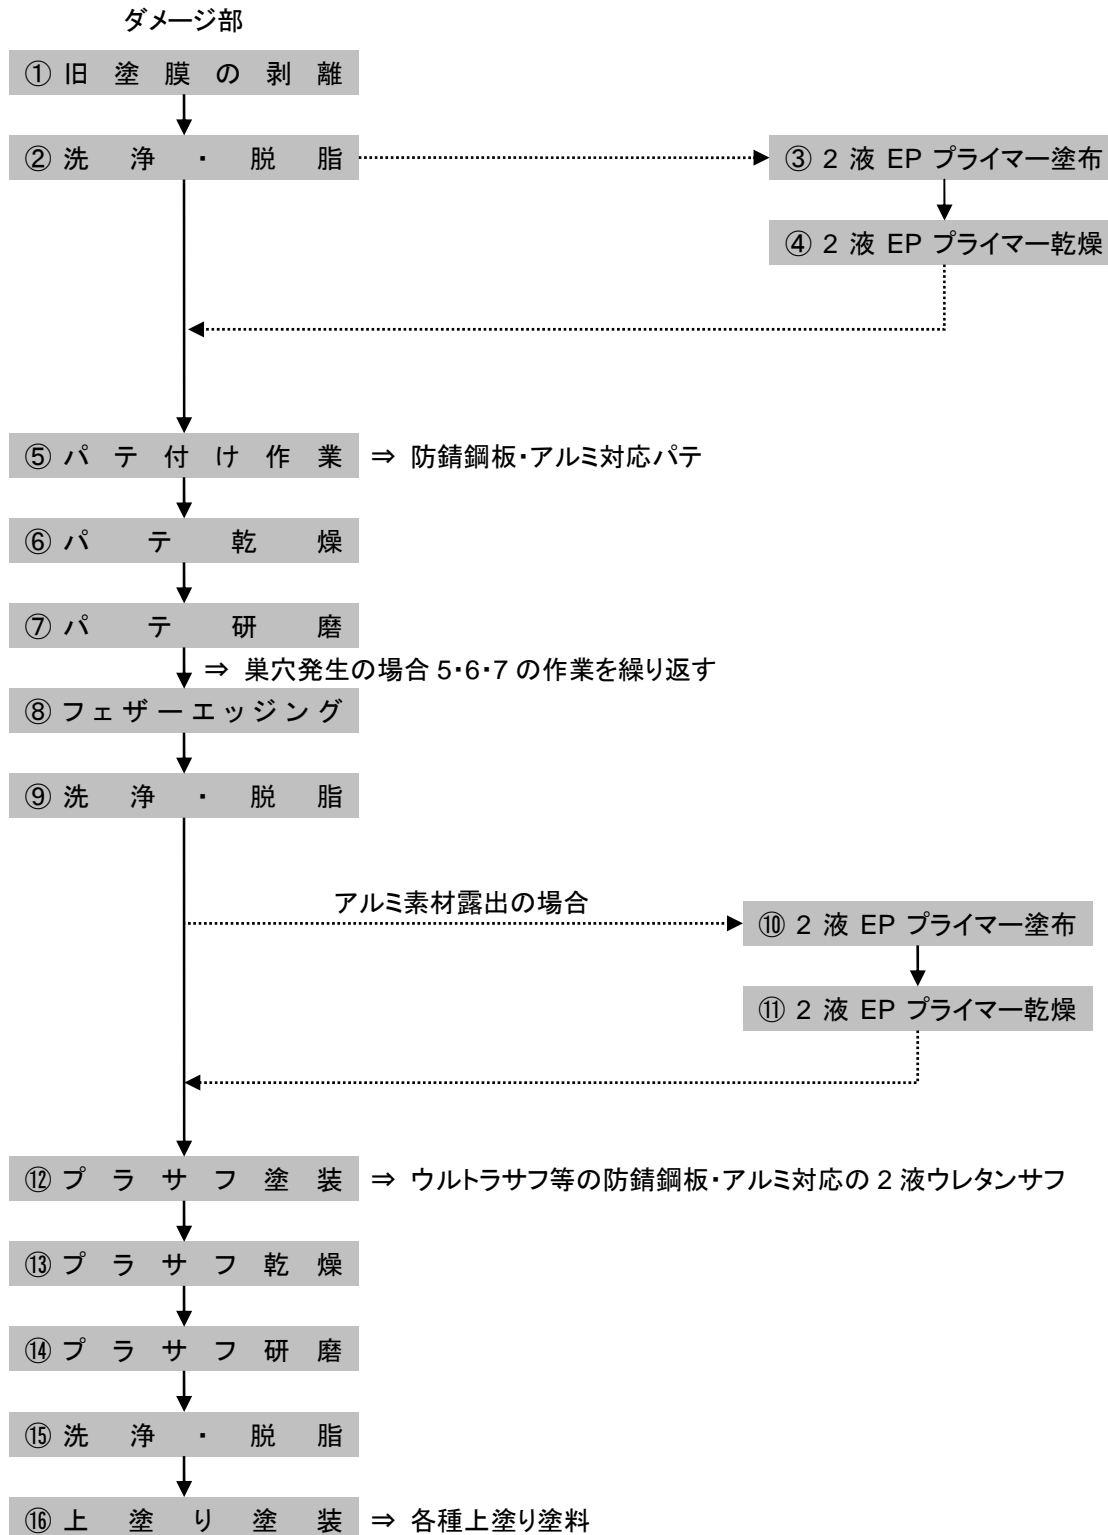 ダメージ部
① 旧塗膜の剥離
② 洗浄・脱脂
③ 2 液 EP プライマー塗布
④ 2 液 EP プライマー乾燥
⑤ パテ付け作業 ⇒ 防錆鋼板・アルミ対応パテ
⑥ パテ乾燥
⑦ パテ研磨
⇒ 巣穴発生の場合 5・6・7 の作業を繰り返す
⑧ フェザーエッジング
⑨ 洗浄・脱脂
アルミ素材露出の場合
⑩ 2 液 EP プライマー塗布
⑪ 2 液 EP プライマー乾燥
⑫ プラサフ塗装 ⇒ ウルトラサフ等の防錆鋼板・アルミ対応の 2 液ウレタンサフ
⑬ プラサフ乾燥
⑭ プラサフ研磨
⑮ 洗浄・脱脂
⑯ 上塗り塗装 ⇒ 各種上塗り塗料